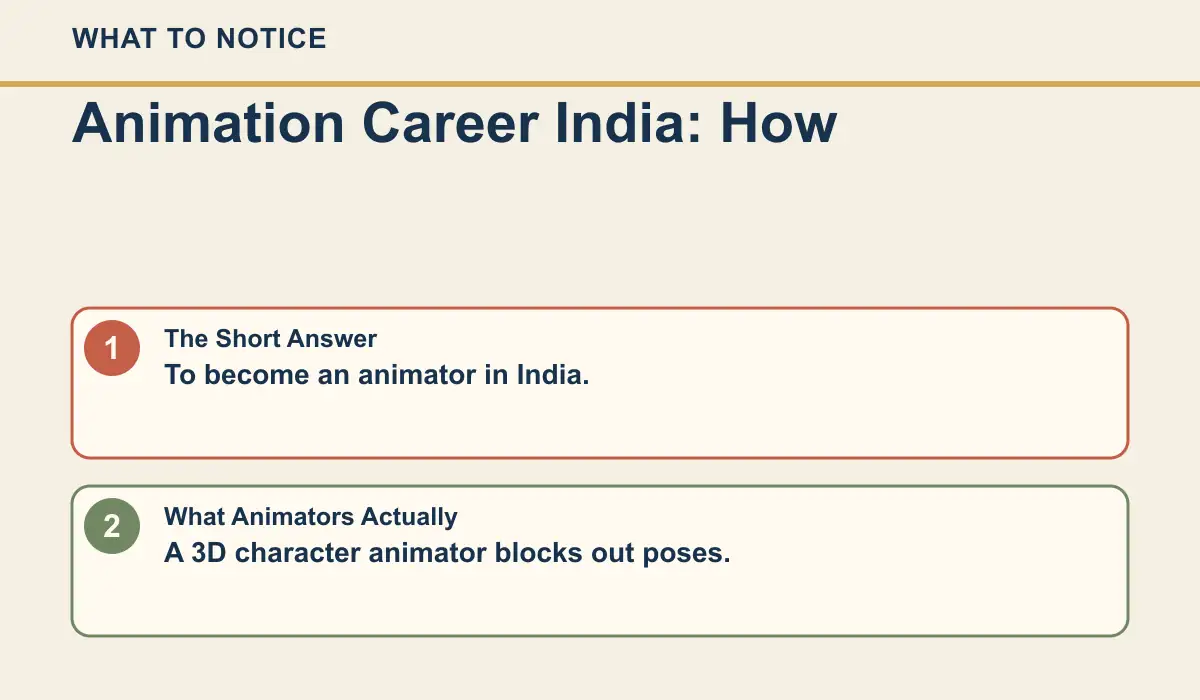 WHAT TO NOTICE
Animation Career India: How
1
The Short Answer
To become an animator in India.
2
What Animators Actually
A 3D character animator blocks out poses.